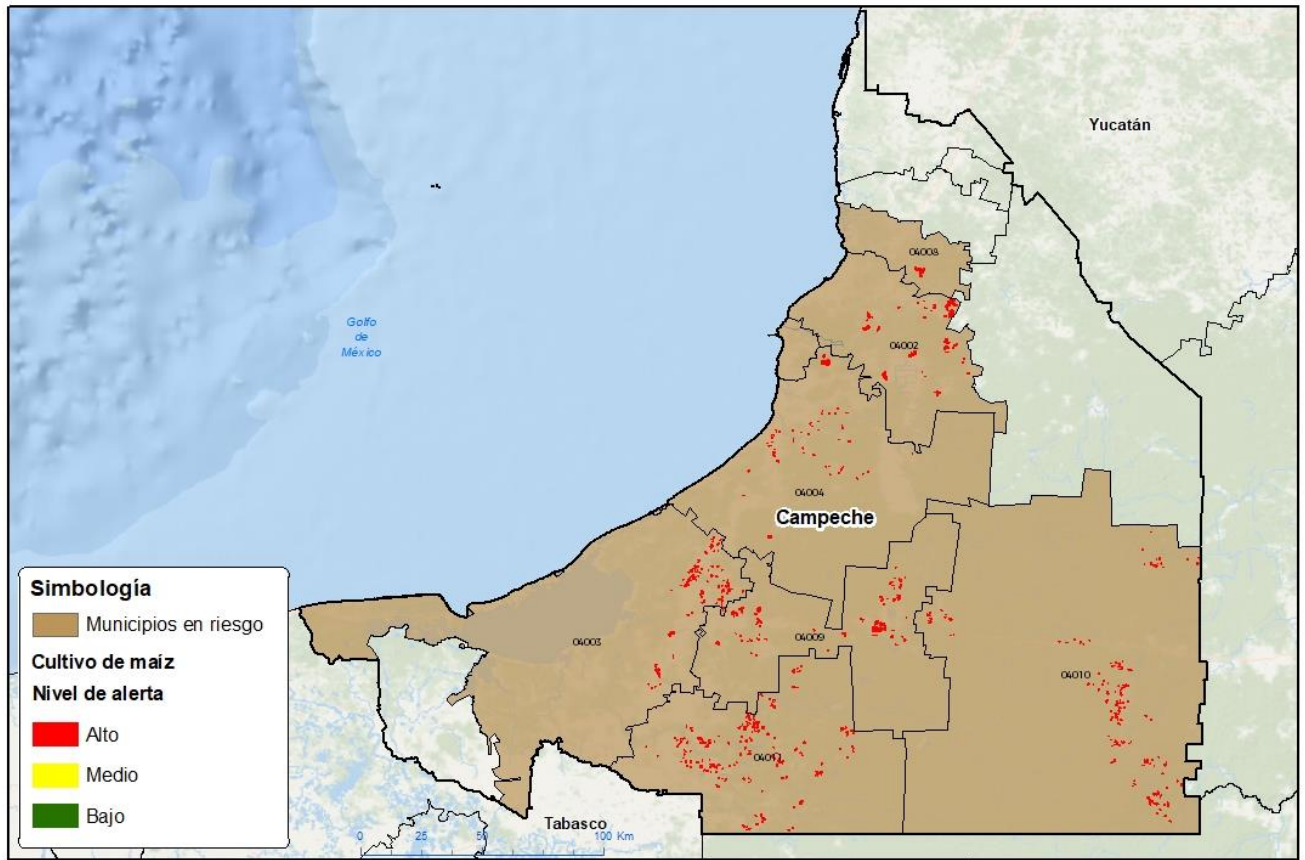 Yucatán
04008
Golfo
de
México
04002
04004
Campeche
Simbología
Municipios en riesgo
Cultivo de maíz
Nivel de alerta
Alto
Medio
Bajo
04003
04009
04010
04011
Tabasco
0 25 50 100 Km